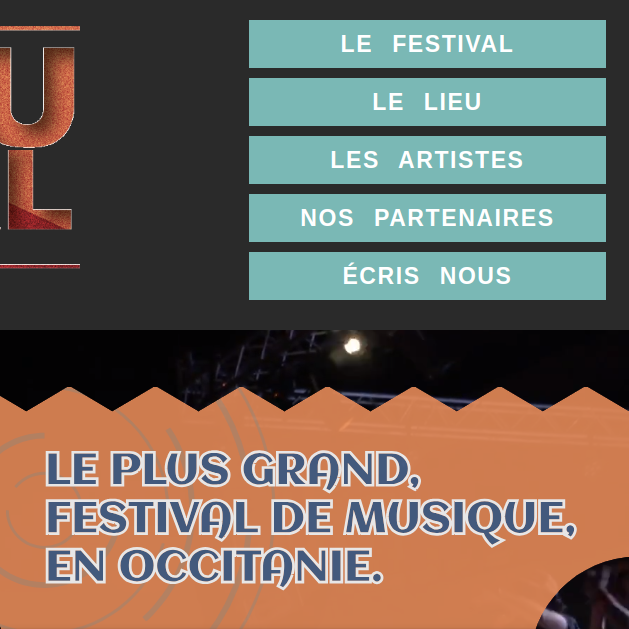 U
L
LE FESTIVAL
LE LIEU
LES ARTISTES
NOS PARTENAIRES
ÉCRIS NOUS
LE PLUS GRAND,
FESTIVAL DE MUSIQUE,
EN OCCITANIE.